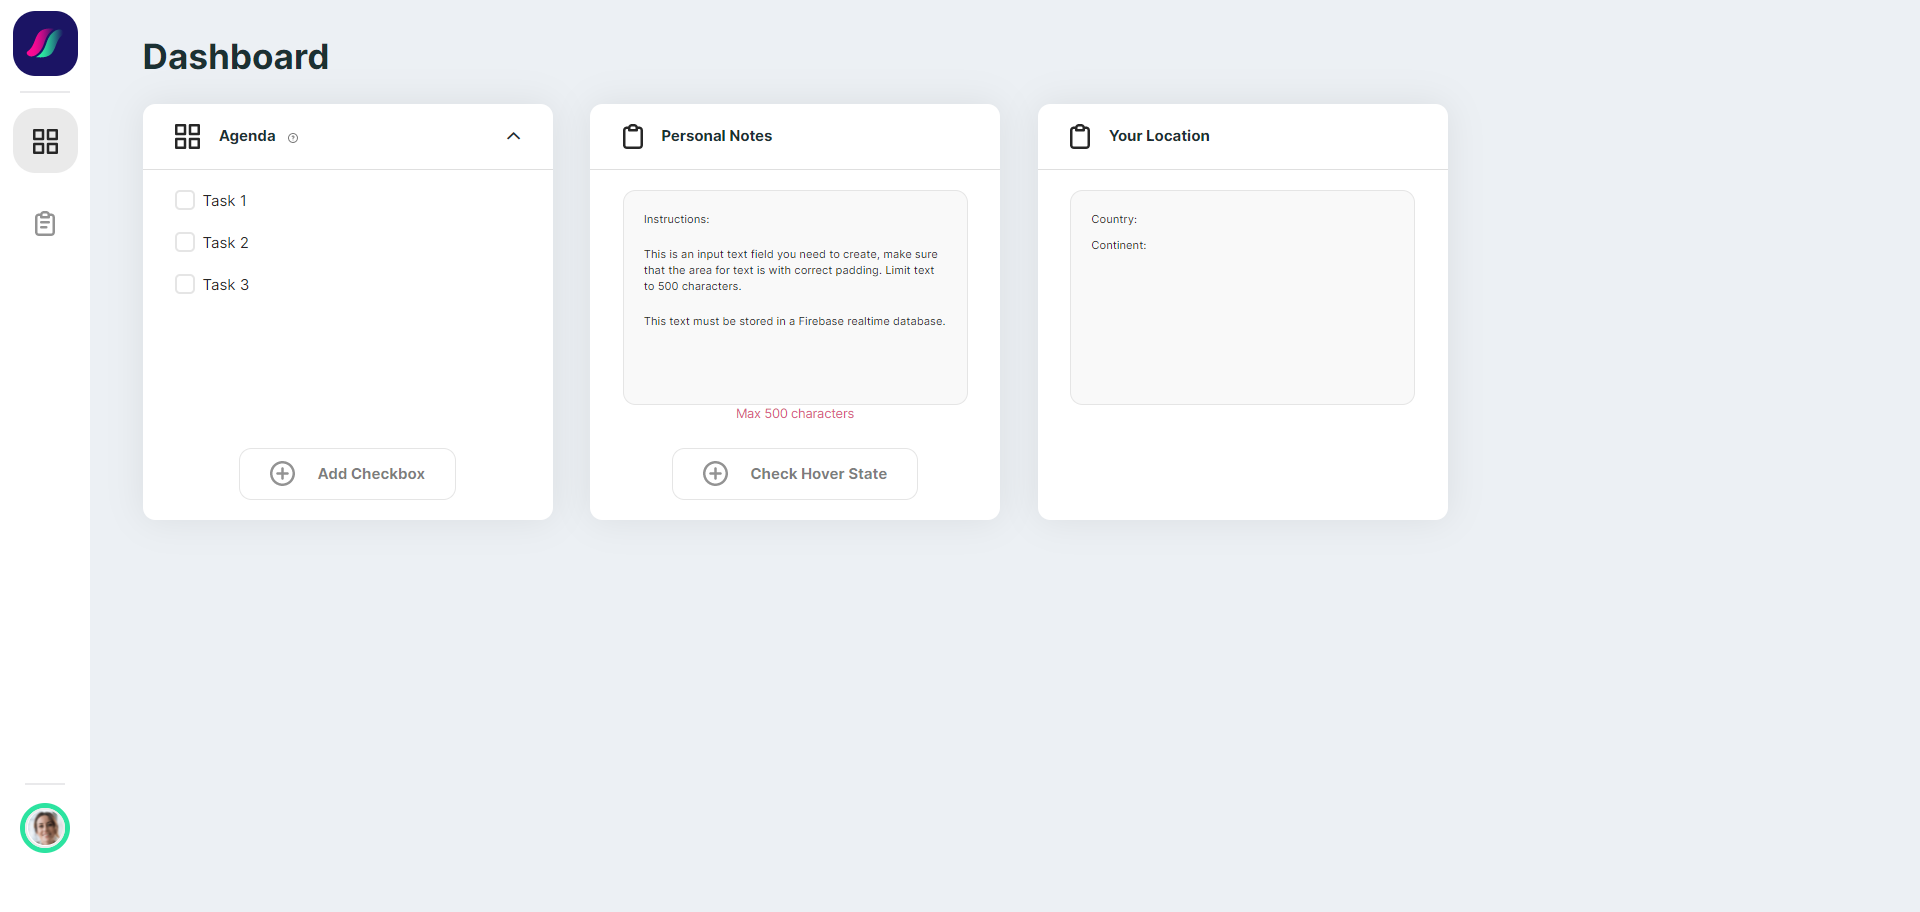 Dashboard
Agenda
Task 1
Task 2
Task 3
Add Checkbox
Personal Notes
Instructions:
This is an input text field you need to create, make sure
that the area for text is with correct padding. Limit text
to 500 characters.
This text must be stored in a Firebase realtime database.
Max 500 characters
Check Hover State
Your Location
Country:
Continent: